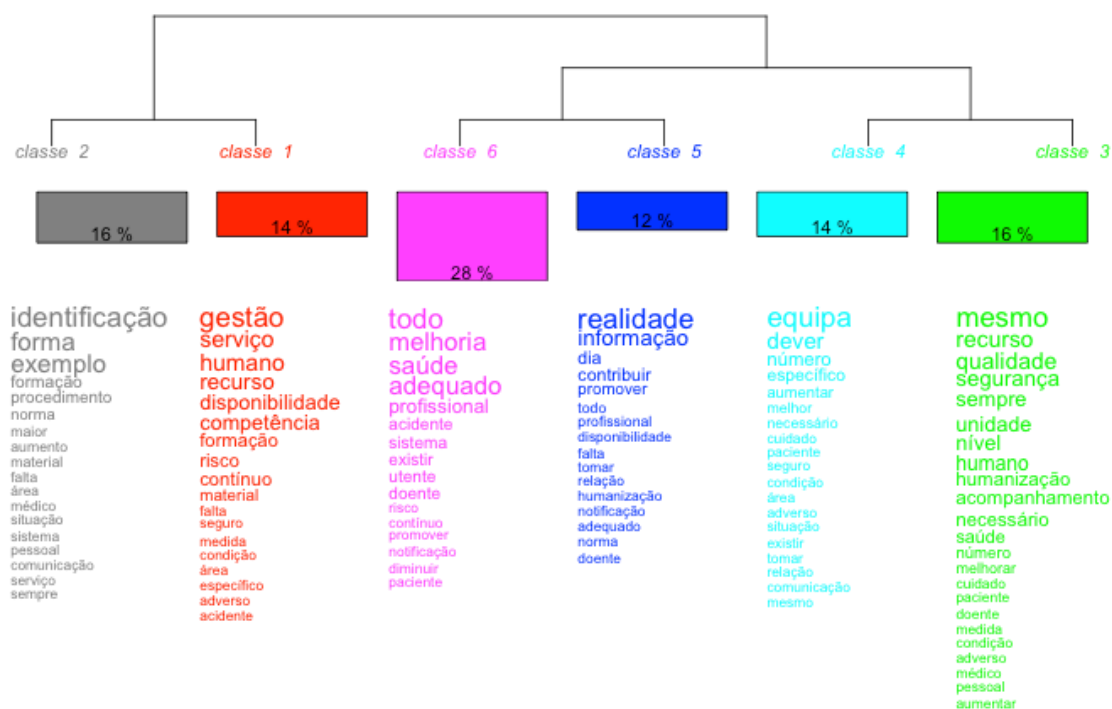 classe 2
classe 1
classe 6
classe 5
classe 4
classe 3
16 %
14 %
28 %
12 %
14 %
16 %
identificação
forma
exemplo
formação
procedimento
norma
maior
aumento
material
falta
área
médico
situação
sistema
pessoal
comunicação
serviço
sempre
gestão
serviço
humano
recurso
disponibilidade
competência
formação
risco
contínuo
material
falta
seguro
medida
condição
área
específico
adverso
acidente
todo
melhoria
saúde
adequado
profissional
acidente
sistema
existir
utente
doente
risco
contínuo
promover
notificação
diminuir
paciente
realidade
informação
dia
contribuir
promover
todo
profissional
disponibilidade
falta
tomar
relação
humanização
notificação
adequado
norma
doente
equipa
dever
número
específico
aumentar
melhor
necessário
cuidado
paciente
seguro
condição
área
adverso
situação
existir
tomar
relação
comunicação
mesmo
mesmo
recurso
qualidade
segurança
sempre
unidade
nível
humano
humanização
acompanhamento
necessário
saúde
número
melhorar
cuidado
paciente
doente
medida
condição
adverso
médico
pessoal
aumentar